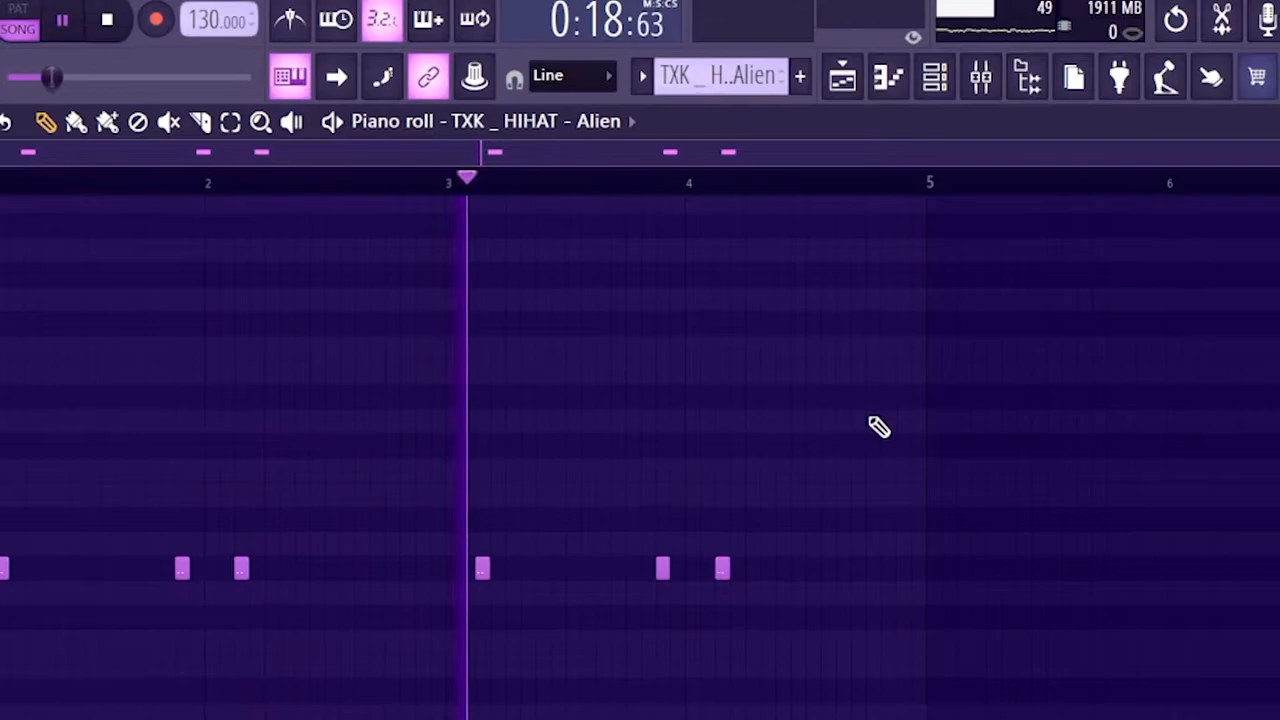 PAT
SONG
130.000
3.2.
0:18:63
M:S:CS
49
1911 MB
0
Line
TXK _ H..Alien
Piano roll - TXK _ HIHAT - Alien
2
3
4
5
6